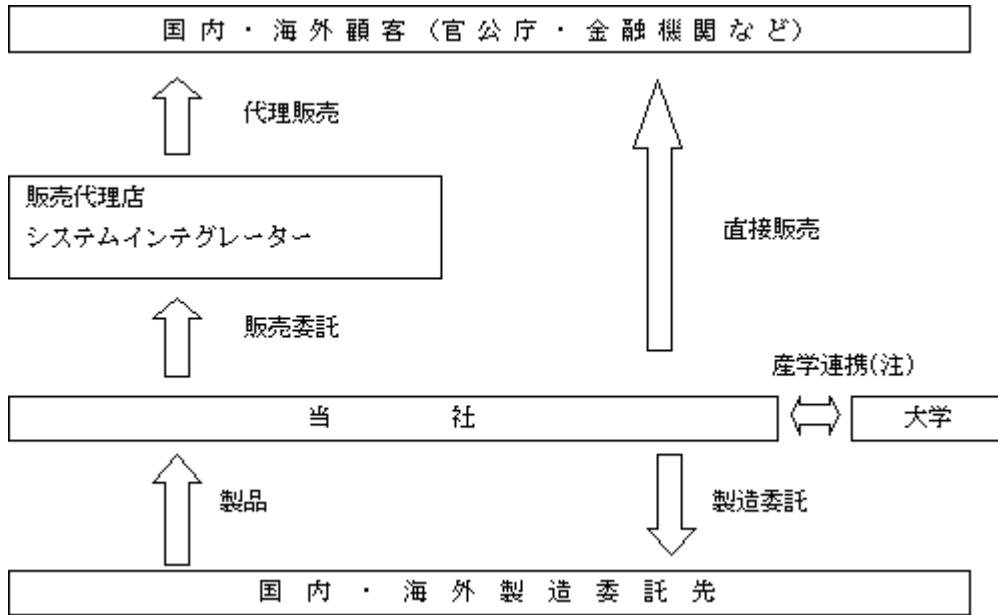 国内・海外顧客（官公庁・金融機関など）
代理販売
販売代理店
システムインテグレーター
直接販売
販売委託
産学連携(注)
当社
大学
製品
製造委託
国内・海外製造委託先